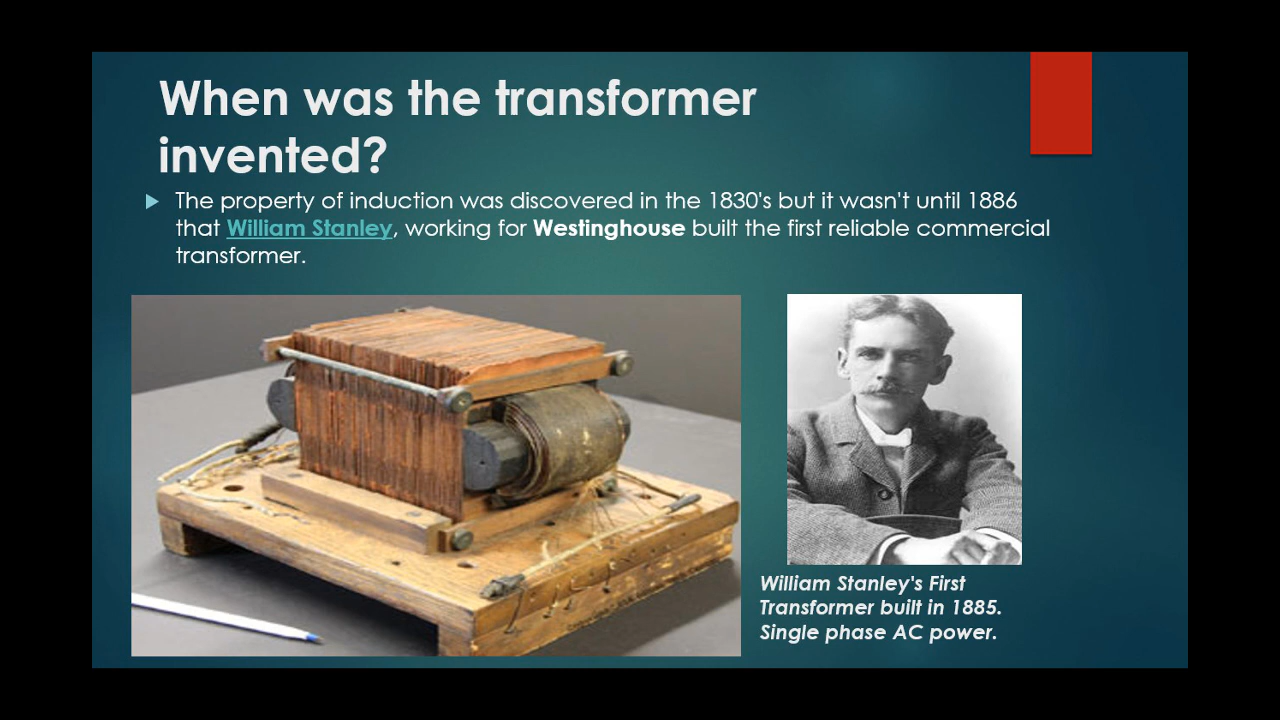 When was the transformer
invented?
The property of induction was discovered in the 1830's but it wasn't until 1886
that William Stanley, working for Westinghouse built the first reliable commercial
transformer.
William Stanley's First
Transformer built in 1885.
Single phase AC power.